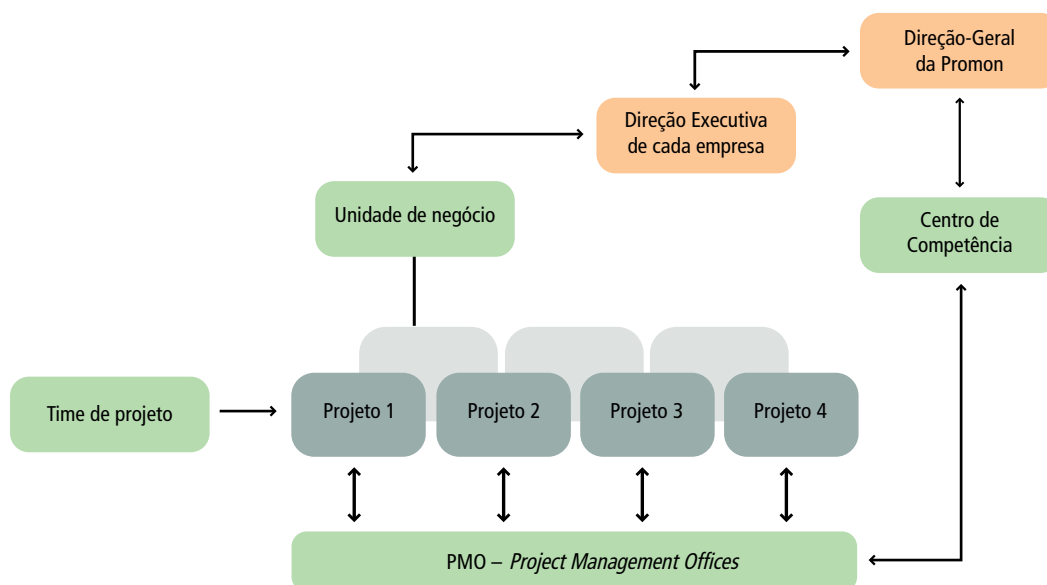 Direção-Geral
da Promon
Direção Executiva
de cada empresa
Unidade de negócio
Centro de
Competência
Time de projeto
Projeto 1
Projeto 2
Projeto 3
Projeto 4
PMO – Project Management Offices